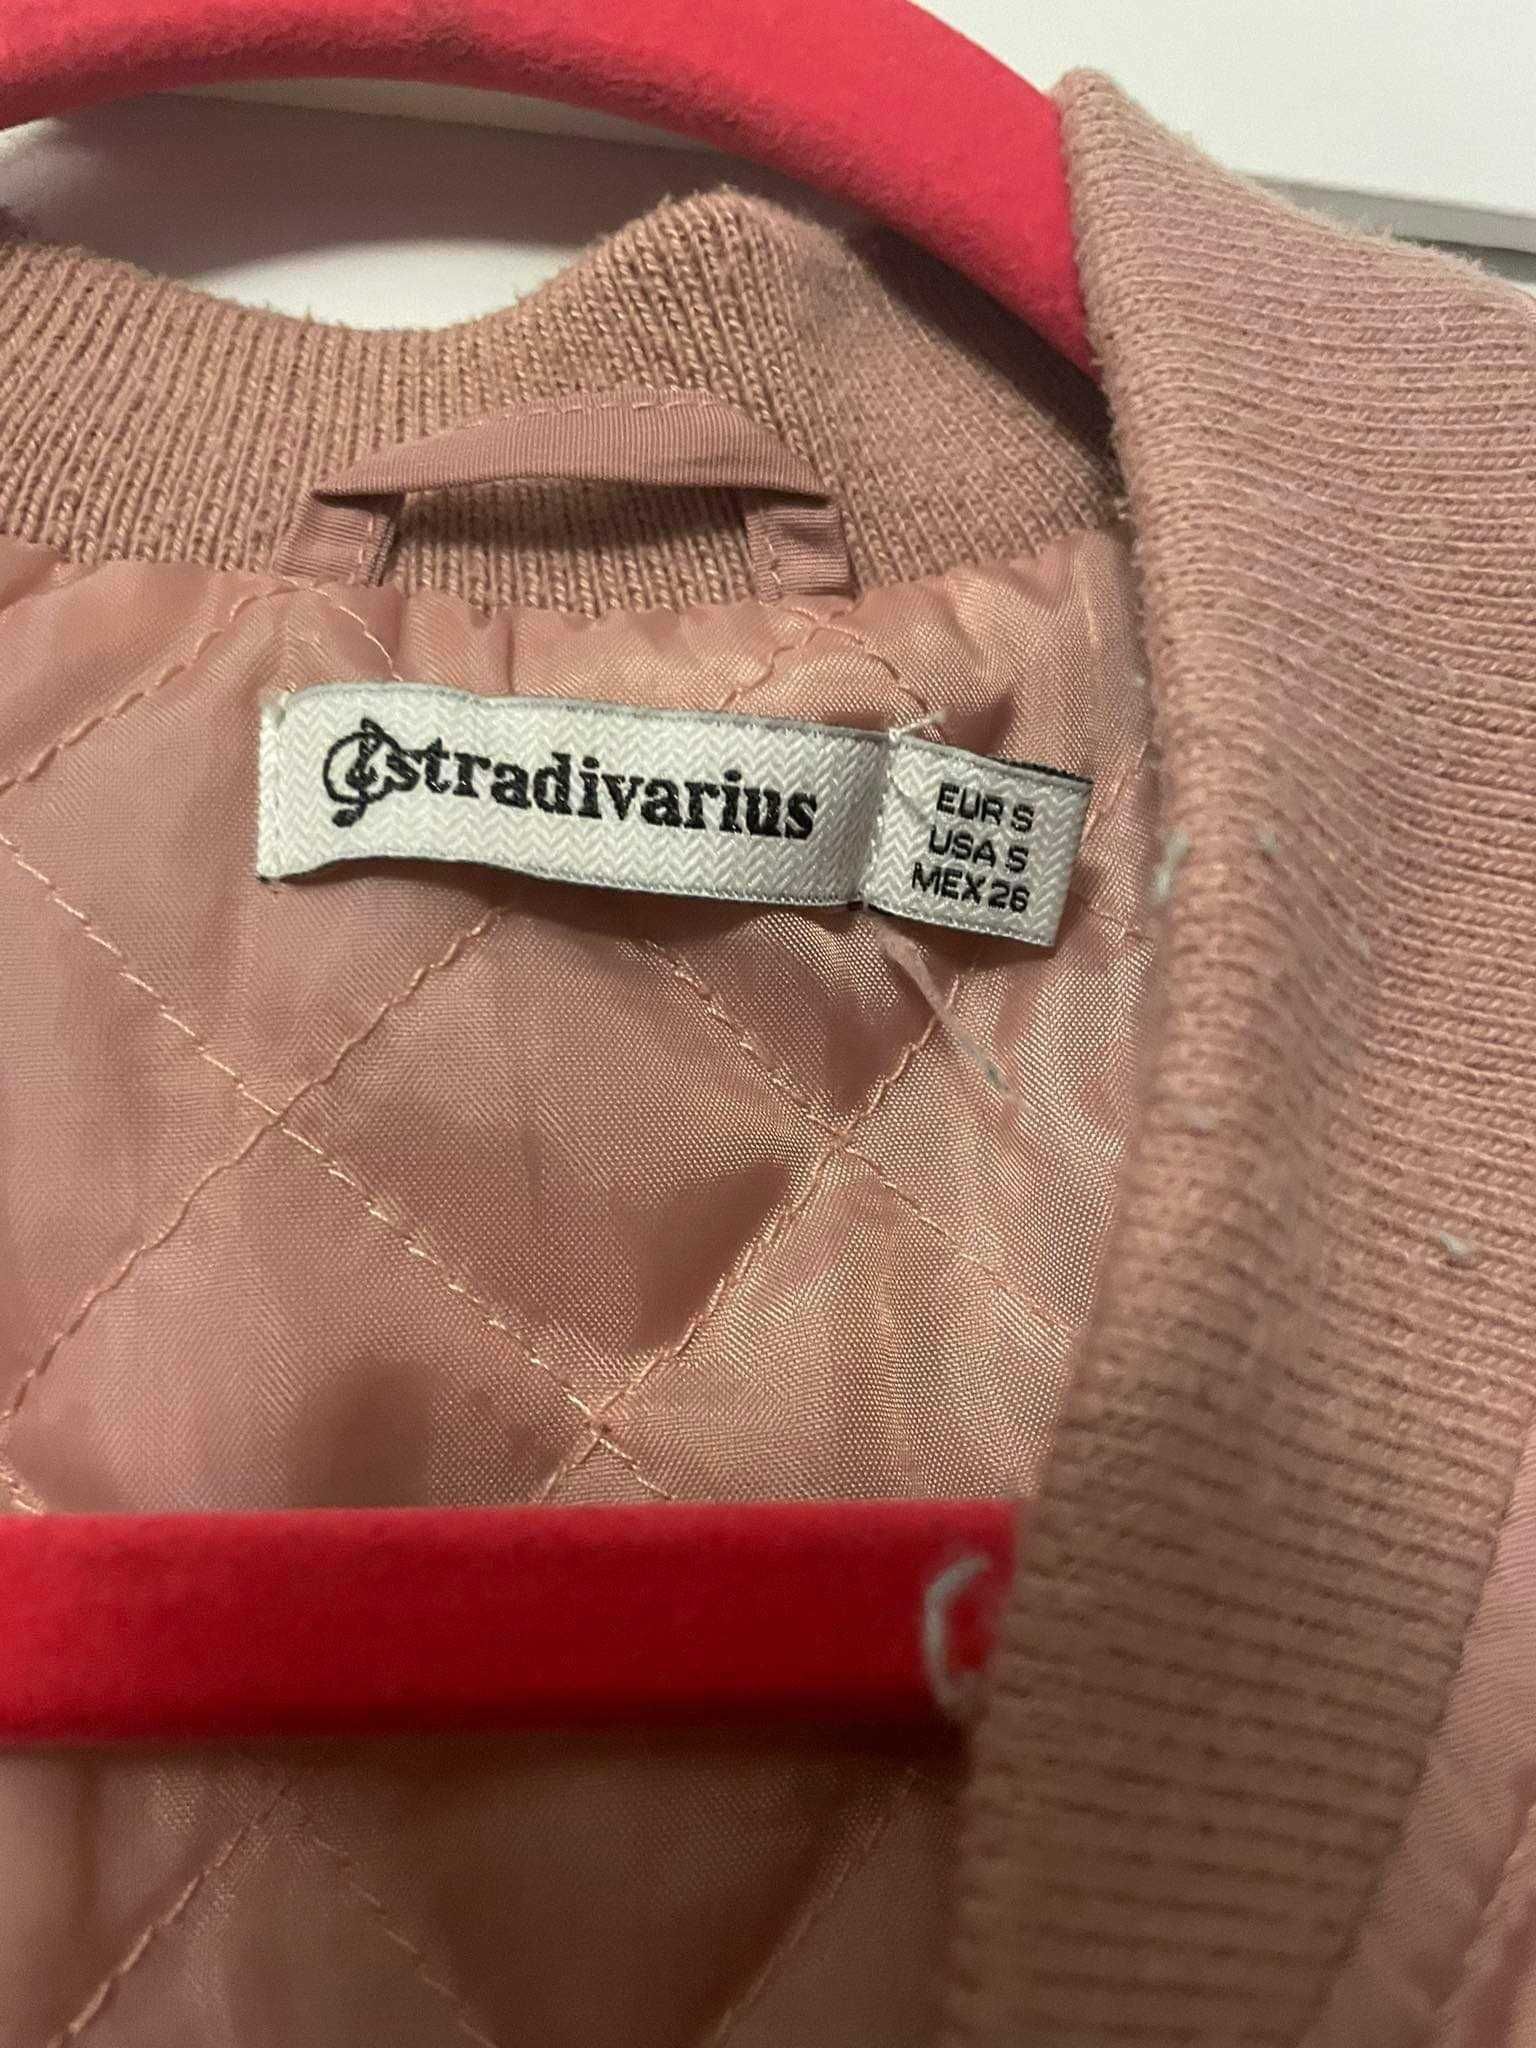 stradivarius
EUR S
USA S
MEX 26